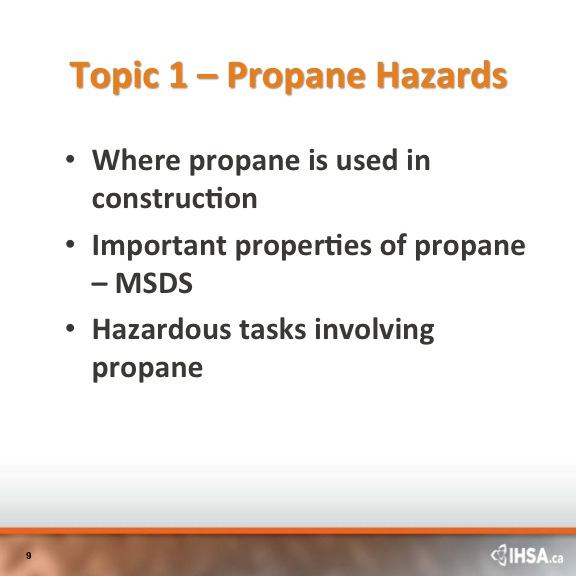 Topic 1 – Propane Hazards
• Where propane is used in
construction
• Important properties of propane
– MSDS
• Hazardous tasks involving
propane
9
IHSA.ca